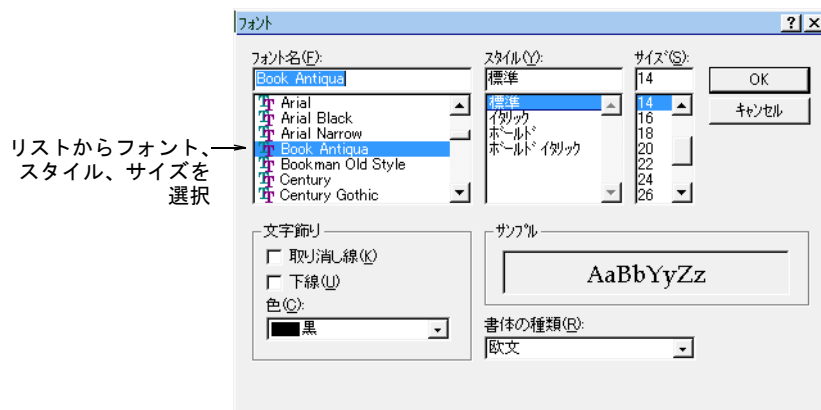 フォント
フォント名(F):
Book Antiqua
Arial
Arial Black
Arial Narrow
Book Antiqua
Bookman Old Style
Century
Century Gothic
スタイル(Y):
標準
標準
イタリック
ボールド
ボールド イタリック
サイズ(S):
14
14
16
18
20
22
24
26
OK
キャンセル
リストからフォント、
スタイル、サイズを
選択
文字飾り
取り消し線(K)
下線(U)
色(C):
黒
サンプル
AaBbYyZz
書体の種類(R):
欧文